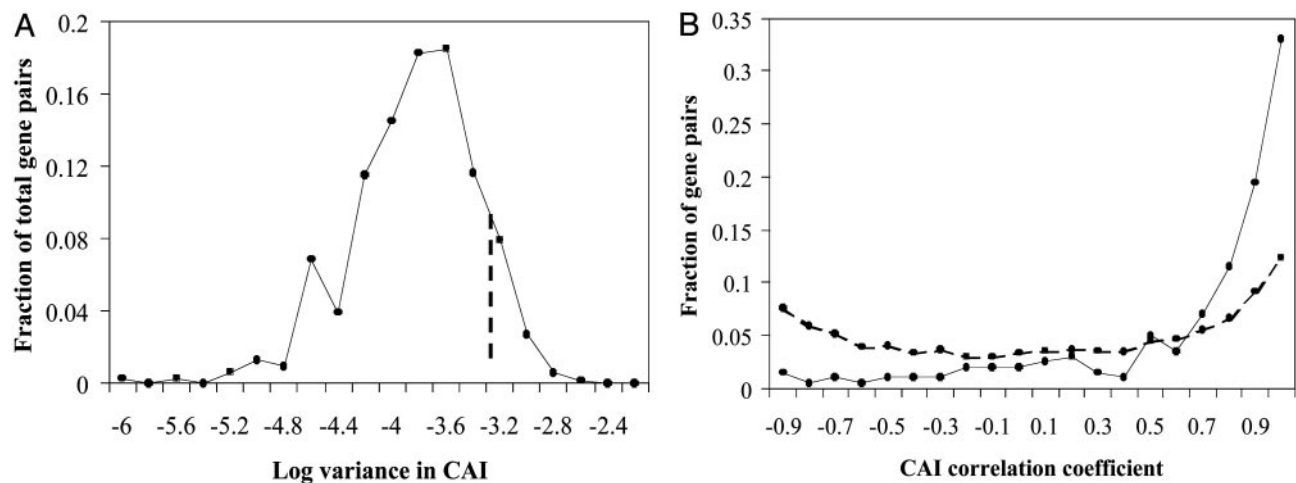 A
Fraction of total gene pairs
0.2
0.16
0.12
0.08
0.04
0
-6 -5.6 -5.2 -4.8 -4.4 -4 -3.6 -3.2 -2.8 -2.4
Log variance in CAI
B
Fraction of gene pairs
0.35
0.3
0.25
0.2
0.15
0.1
0.05
0
-0.9 -0.7 -0.5 -0.3 -0.1 0.1 0.3 0.5 0.7 0.9
CAI correlation coefficient